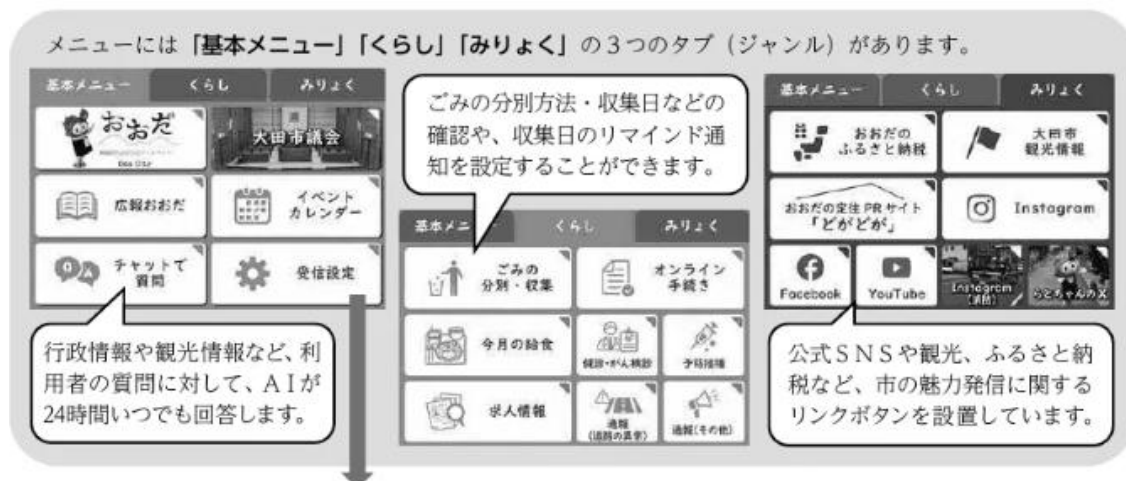 メニューには「基本メニュー」「くらし」「みりょく」の3つのタブ（ジャンル）があります。
基本メニュー
くらし
みりょく
おおだ
大田市議会
広報おおだ
イベント
カレンダー
チャットで
質問
発信設定
行政情報や観光情報など、利
用者の質問に対して、AIが
24時間いつでも回答します。
ごみの分別方法・収集日などの
確認や、収集日のリマインド通
知を設定することができます。
くらし
みりょく
ごみの
分別・収集
オンライン
手続き
今月の給食
健診・がん検診
予防接種
求人情報
通報
(道路の異常)
通報(その他)
基本メニュー
くらし
みりょく
おおだの
ふるさと納税
大田市
観光情報
おおだの定住PRサイト
「どがどが」
Instagram
Facebook
YouTube
Instagram
(消防)
公式SNSや観光、ふるさと納
税など、市の魅力発信に関する
リンクボタンを設置しています。